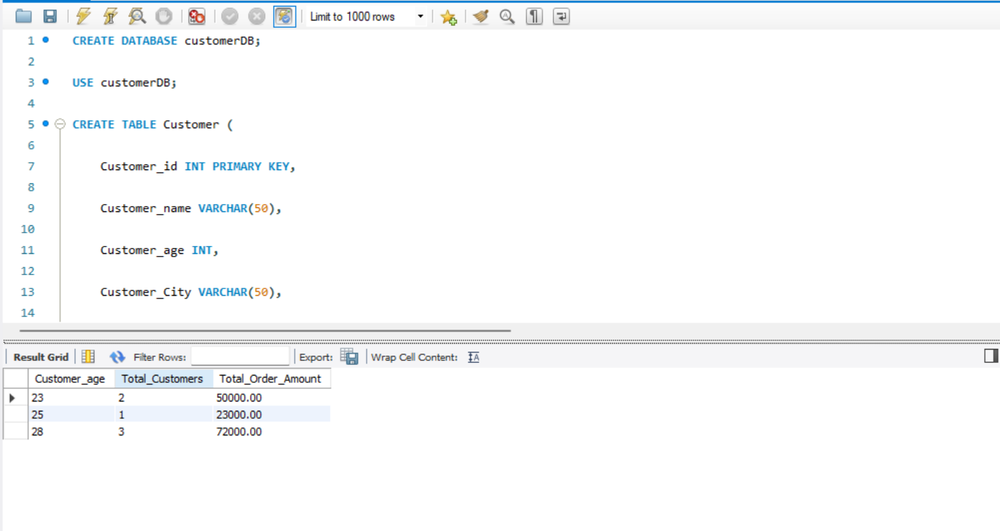 Limit to 1000 rows
1 CREATE DATABASE customerDB;
2
3 USE customerDB;
4
5 CREATE TABLE Customer (
6
7 Customer_id INT PRIMARY KEY,
8
9 Customer_name VARCHAR(50),
10
11 Customer_age INT,
12
13 Customer_City VARCHAR(50),
14
Result Grid Filter Rows: Export: Wrap Cell Content: IA
Customer_age Total_Customers Total_Order_Amount
23 2 50000.00
25 1 23000.00
28 3 72000.00